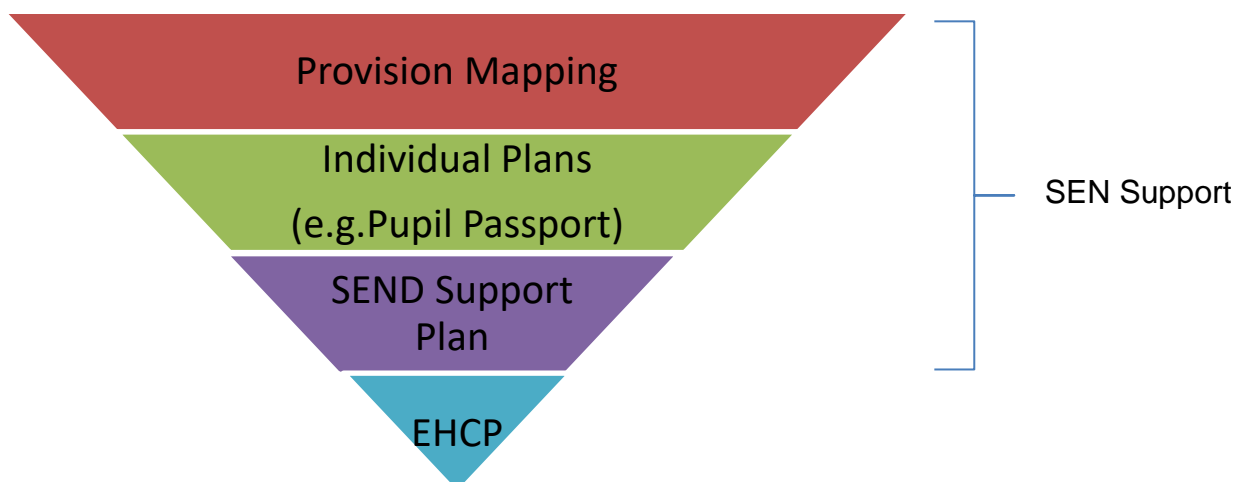 Provision Mapping
Individual Plans
(e.g.Pupil Passport)
SEND Support
Plan
EHCP
SEN Support